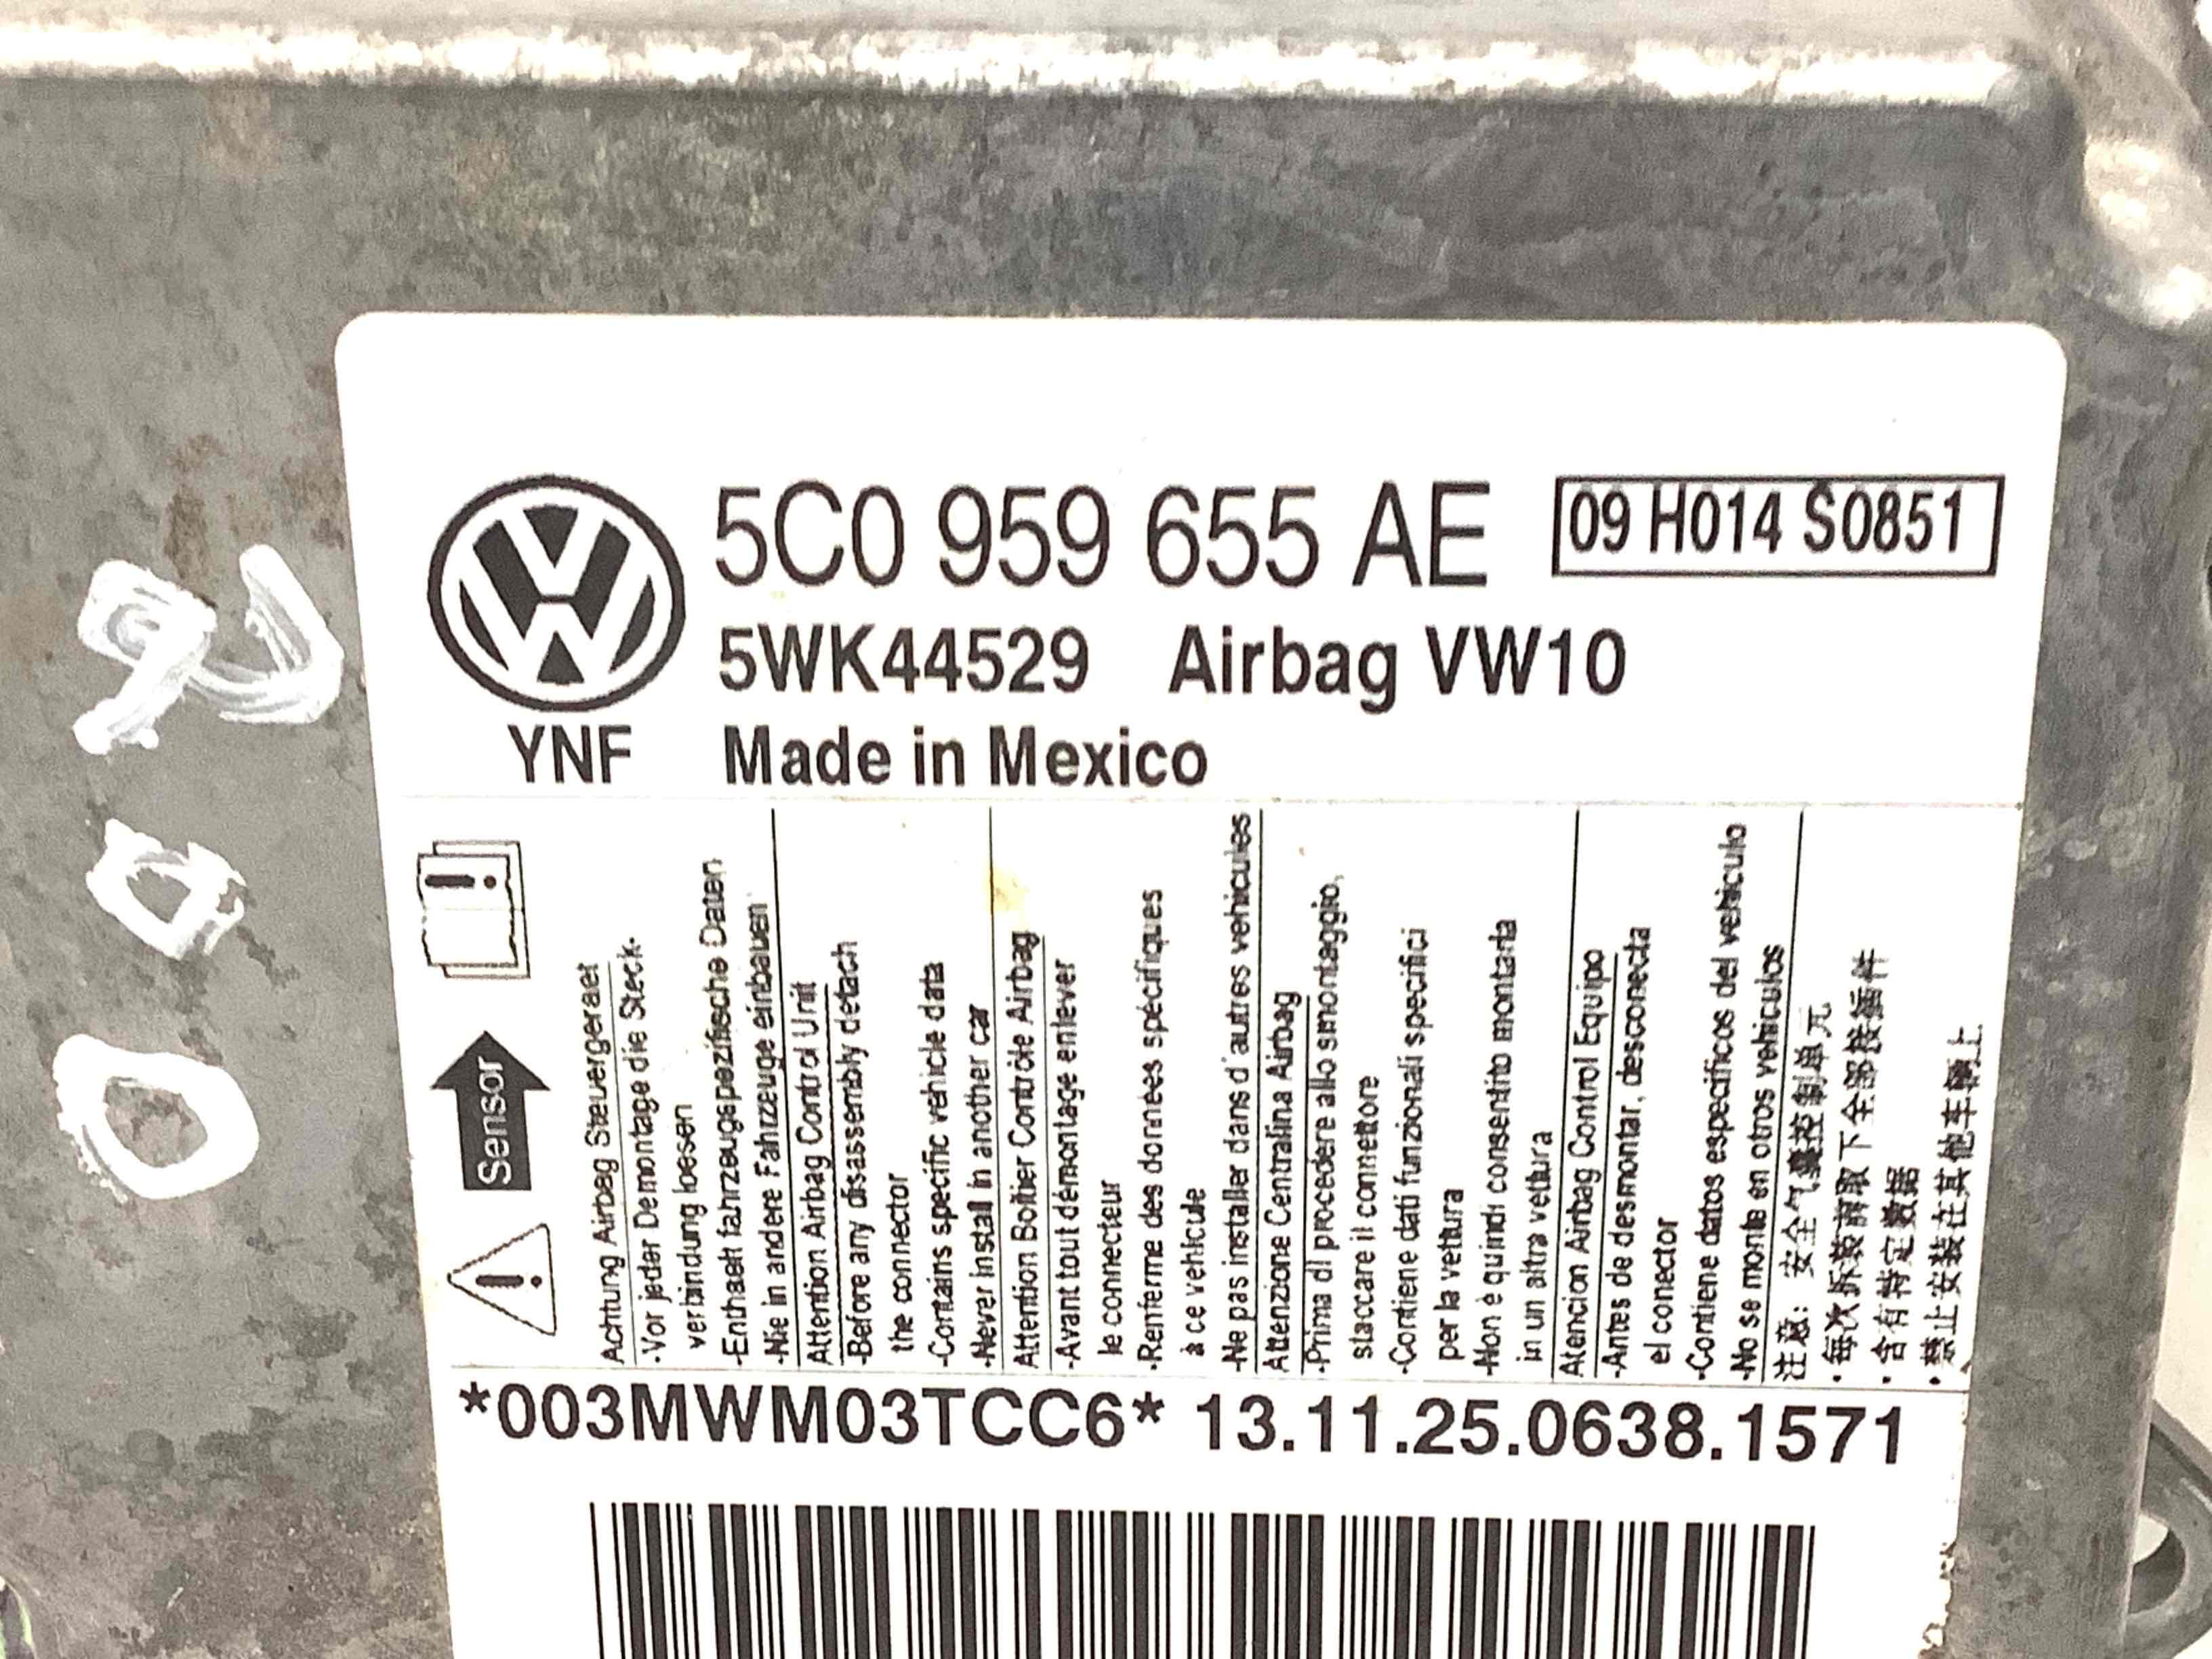 5C0 959 655 AE
09 H014 S0851
5WK44529 Airbag VW10
YNF
Made in Mexico
Sensor
Achtung Airbag Steuergeraet
-Vor jeder Demontage die Steck-
verbindung loesen
-Enthaelt fahrzeugspezifische Daten
-Nie in andere Fahrzeuge einbauen
Attention Airbag Control Unit
-Before any disassembly detach
the connector
-Contains specific vehicle data
-Never install in another car
Attention Boîtier Contrôle Airbag
-Avant tout démontage enlever
le connecteur
-Renferme des données spécifiques
à ce vehicule
-Ne pas installer dans d'autres vehicules
Attenzione Centralina Airbag
-Prima di procedere allo smontaggio,
staccare il connettore
-Contiene dati funzionali specifici
per la vettura
-Non è quindi consentito montarla
in un altra vettura
Atencion Airbag Control Equipo
-Antes de desmontar, desconecta
el conector
-Contiene datos especificos del vehiculo
-No se monte en otros vehiculos
注意: 安全气囊控制单元
·每次拆装前取下全部接插件
·含有特定数据
·禁止安装在其他车辆上
*003MWM03TCC6* 13.11.25.0638.1571